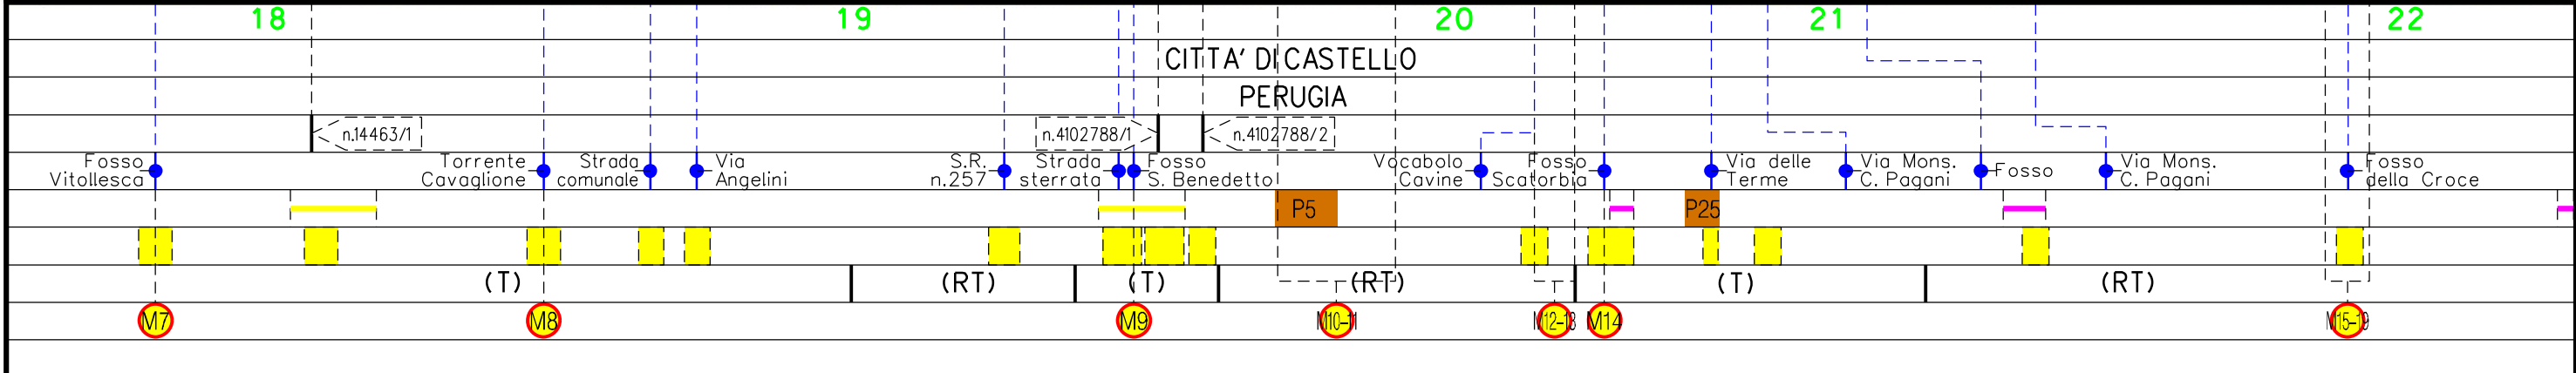 18 19 20 21 22
CITTA' DI CASTELLO
PERUGIA
n.14463/1 n.4102788/1 n.4102788/2
Fosso Torrente Strada Via S.R. Strada Fosso Vocabolo Fosso Via delle Via Mons. Via Mons. Fosso
Fosso
Vitollesca Cavaglione comunale Angelini n.257 sterrata S. Benedetto Cavine Scatorbia Terme C. Pagani C. Pagani della Croce
P5 P25
(T) (RT) (T) (RT) (T) (RT)
M7 M8 M9 M10-11 M12-13 M14 M15-19